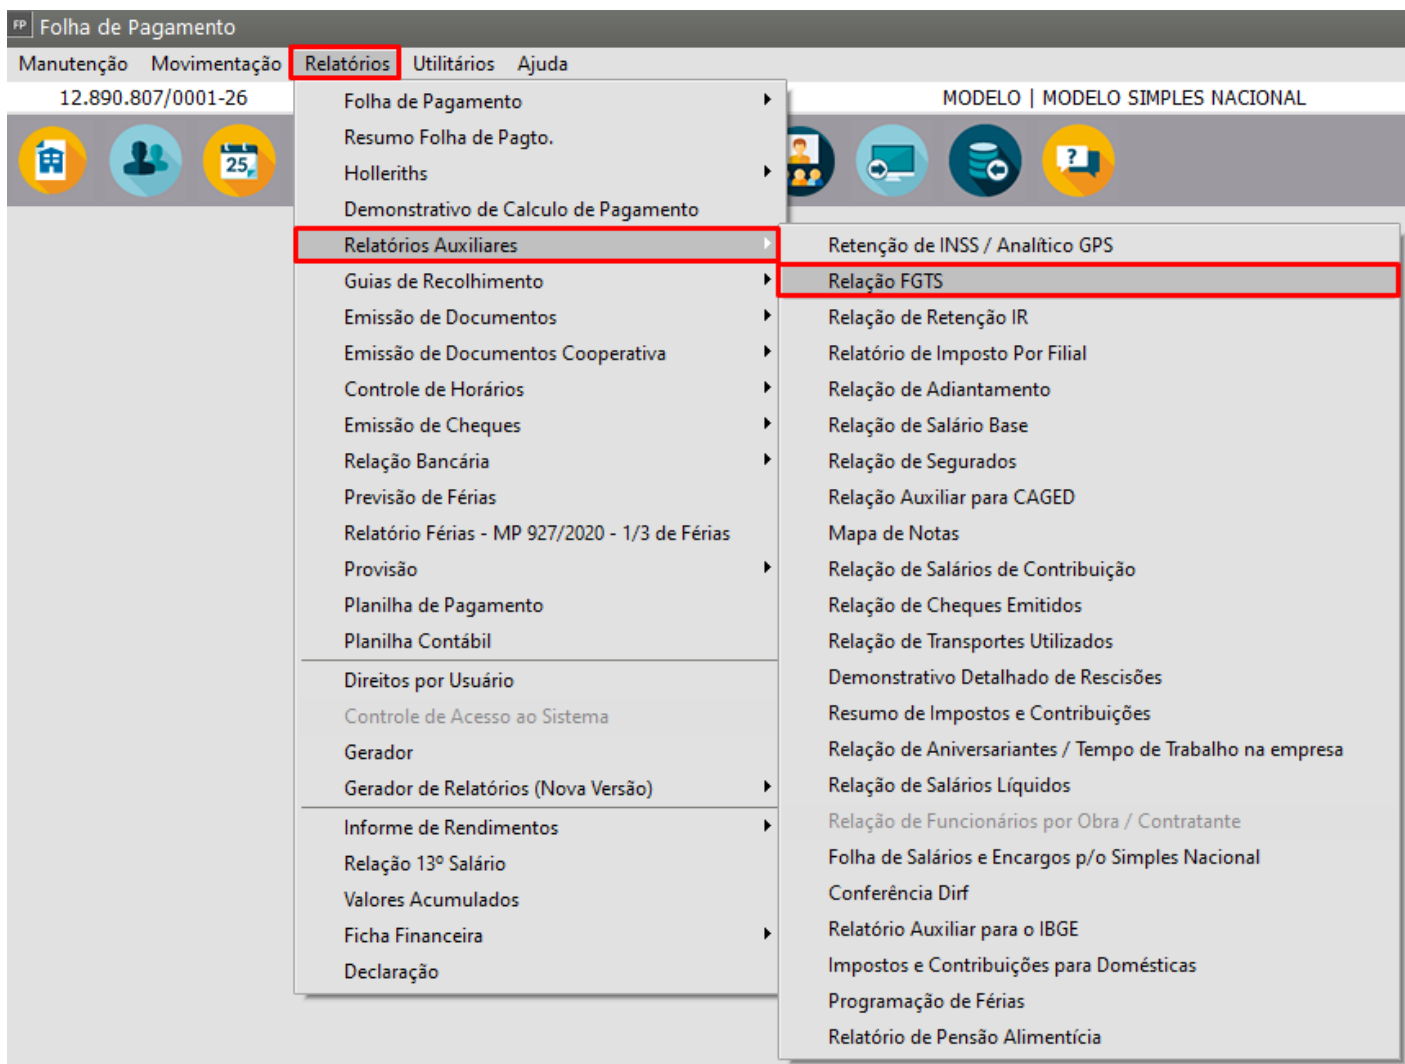 FP Folha de Pagamento
Manutenção Movimentação Relatórios Utilitários Ajuda
12.890.807/0001-26
MODELO | MODELO SIMPLES NACIONAL
25
?
Folha de Pagamento
Resumo Folha de Pagto.
Holleriths
Demonstrativo de Calculo de Pagamento
Relatórios Auxiliares
Guias de Recolhimento
Emissão de Documentos
Emissão de Documentos Cooperativa
Controle de Horários
Emissão de Cheques
Relação Bancária
Previsão de Férias
Relatório Férias - MP 927/2020 - 1/3 de Férias
Provisão
Planilha de Pagamento
Planilha Contábil
Direitos por Usuário
Controle de Acesso ao Sistema
Gerador
Gerador de Relatórios (Nova Versão)
Informe de Rendimentos
Relação 13º Salário
Valores Acumulados
Ficha Financeira
Declaração
Retenção de INSS / Analítico GPS
Relação FGTS
Relação de Retenção IR
Relatório de Imposto Por Filial
Relação de Adiantamento
Relação de Salário Base
Relação de Segurados
Relação Auxiliar para CAGED
Mapa de Notas
Relação de Salários de Contribuição
Relação de Cheques Emitidos
Relação de Transportes Utilizados
Demonstrativo Detalhado de Rescisões
Resumo de Impostos e Contribuições
Relação de Aniversariantes / Tempo de Trabalho na empresa
Relação de Salários Líquidos
Relação de Funcionários por Obra / Contratante
Folha de Salários e Encargos p/o Simples Nacional
Conferência Dirf
Relatório Auxiliar para o IBGE
Impostos e Contribuições para Domésticas
Programação de Férias
Relatório de Pensão Alimentícia